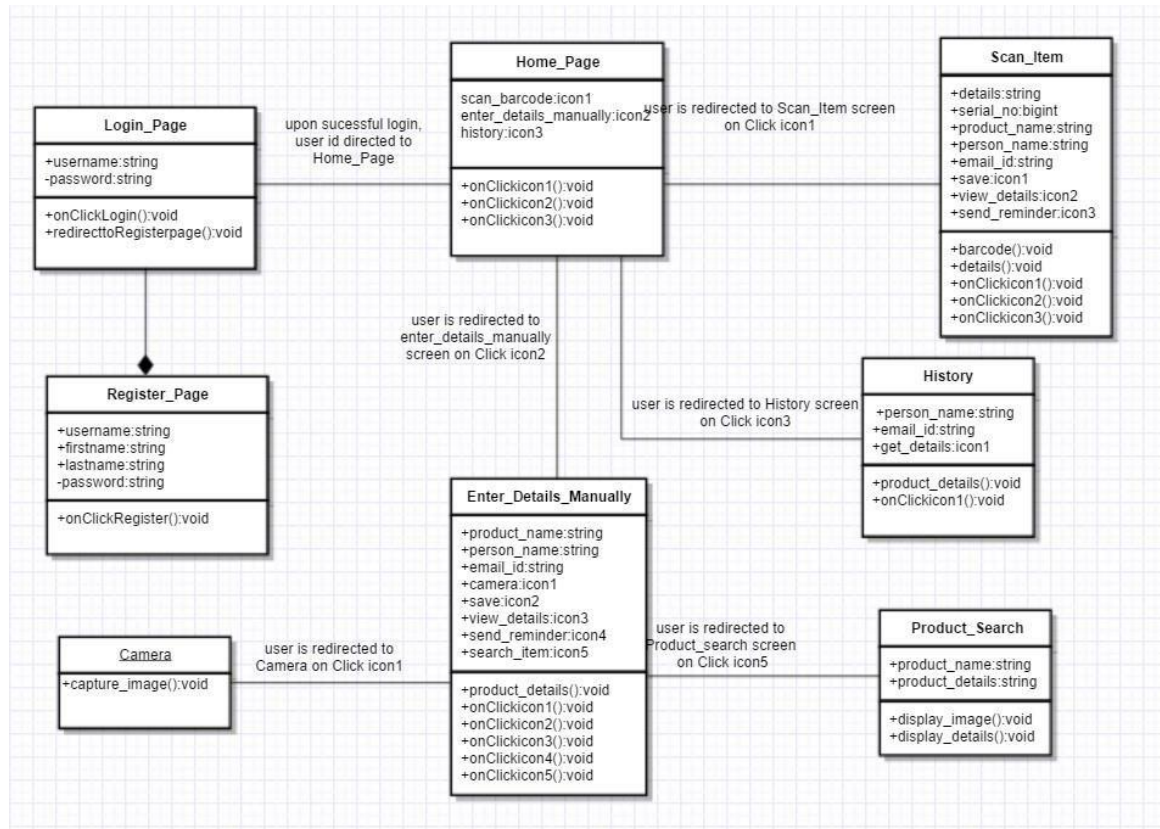 Login_Page
+username:string
-password:string
+onClickLogin():void
+redirecttoRegisterpage():void
upon sucessful login,
user id directed to
Home_Page
Home_Page
scan_barcode:icon1
enter_details_manually:icon2
history:icon3
+onClickicon1():void
+onClickicon2():void
+onClickicon3():void
user is redirected to Scan_Item screen
on Click icon1
Scan_Item
+details:string
+serial_no:bigint
+product_name:string
+person_name:string
+email_id:string
+save:icon1
+view_details:icon2
+send_reminder:icon3
+barcode():void
+details():void
+onClickicon1():void
+onClickicon2():void
+onClickicon3():void
user is redirected to
enter_details_manually
screen on Click icon2
user is redirected to History screen
on Click icon3
History
+person_name:string
+email_id:string
+get_details:icon1
+product_details():void
+onClickicon1():void
Register_Page
+username:string
+firstname:string
+lastname:string
-password:string
+onClickRegister():void
Enter_Details_Manually
+product_name:string
+person_name:string
+email_id:string
+camera:icon1
+save:icon2
+view_details:icon3
+send_reminder:icon4
+search_item:icon5
+product_details():void
+onClickicon1():void
+onClickicon2():void
+onClickicon3():void
+onClickicon4():void
+onClickicon5():void
Camera
+capture_image():void
user is redirected to
Camera on Click icon1
user is redirected to
Product_search screen
on Click icon5
Product_Search
+product_name:string
+product_details:string
+display_image():void
+display_details():void